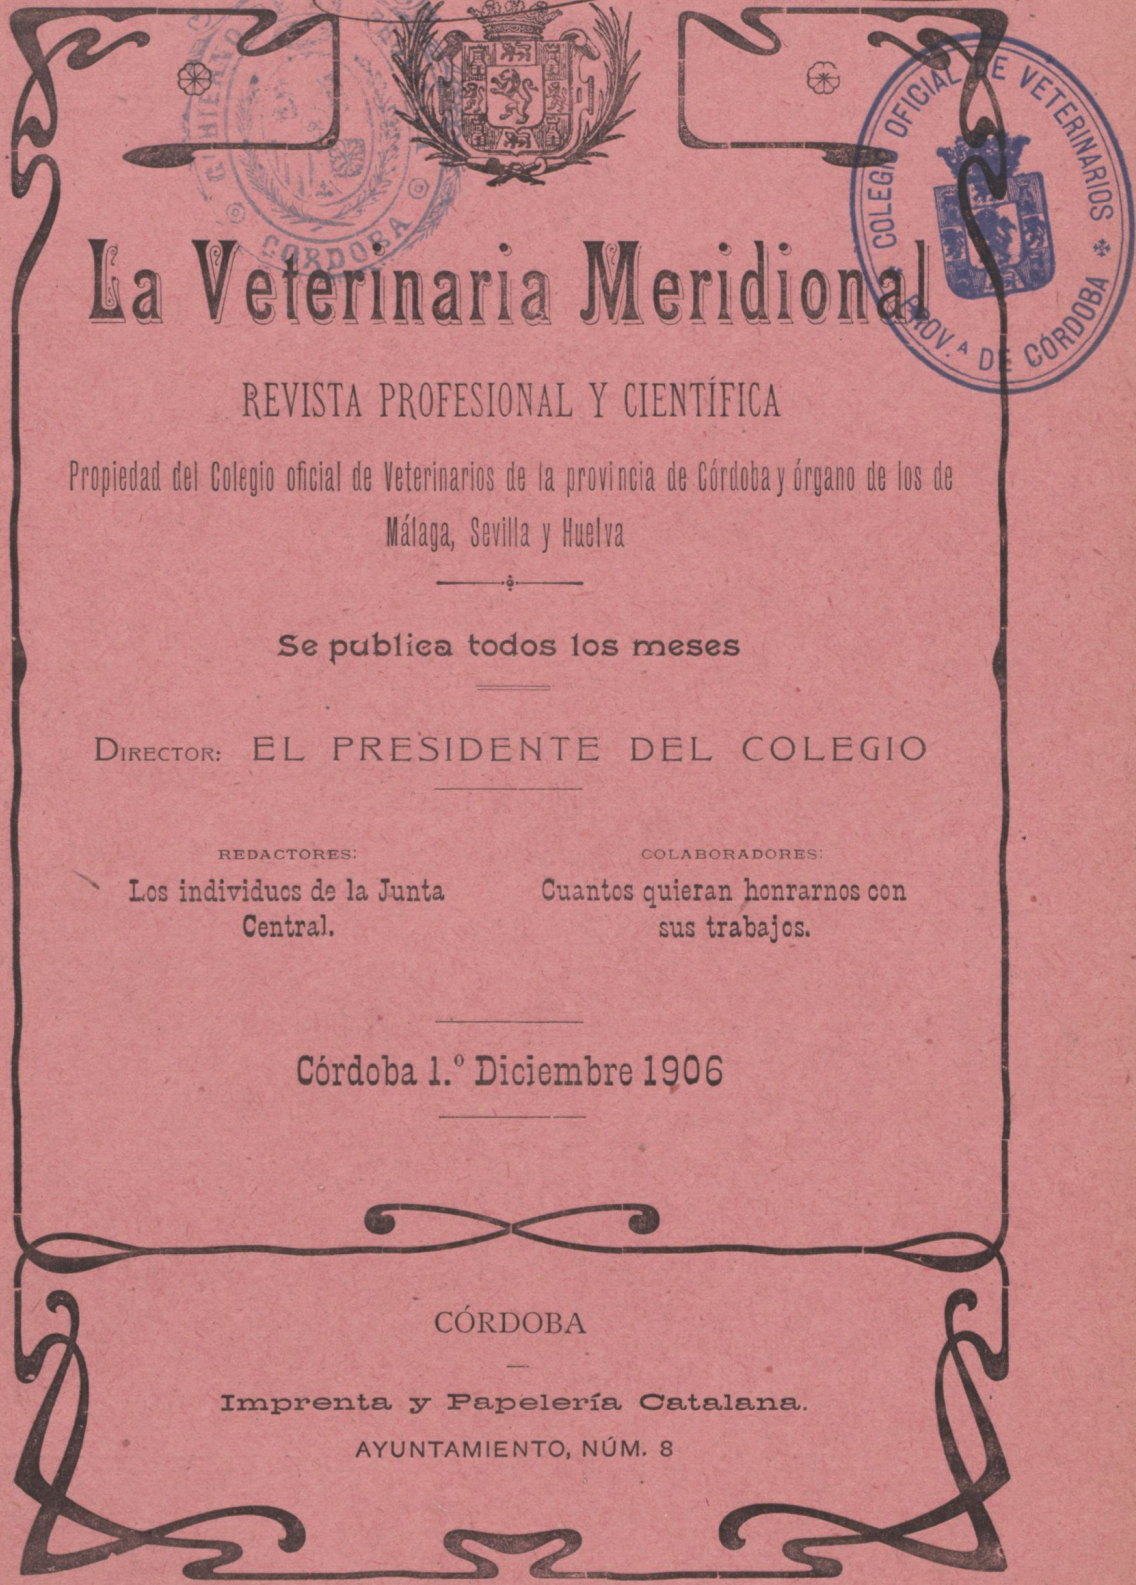 COLEGIO OFICIAL DE VETERINARIOS
PROV.ᴬ DE CÓRDOBA
CÓRDOBA
La Veterinaria Meridional
REVISTA PROFESIONAL Y CIENTÍFICA
Propiedad del Colegio oficial de Veterinarios de la provincia de Córdoba y órgano de los de
Málaga, Sevilla y Huelva
Se publica todos los meses
DIRECTOR: EL PRESIDENTE DEL COLEGIO
REDACTORES:
Los individuos de la Junta
Central.
COLABORADORES:
Cuantos quieran honrarnos con
sus trabajos.
Córdoba 1.º Diciembre 1906
CÓRDOBA
Imprenta y Papelería Catalana.
AYUNTAMIENTO, NÚM. 8